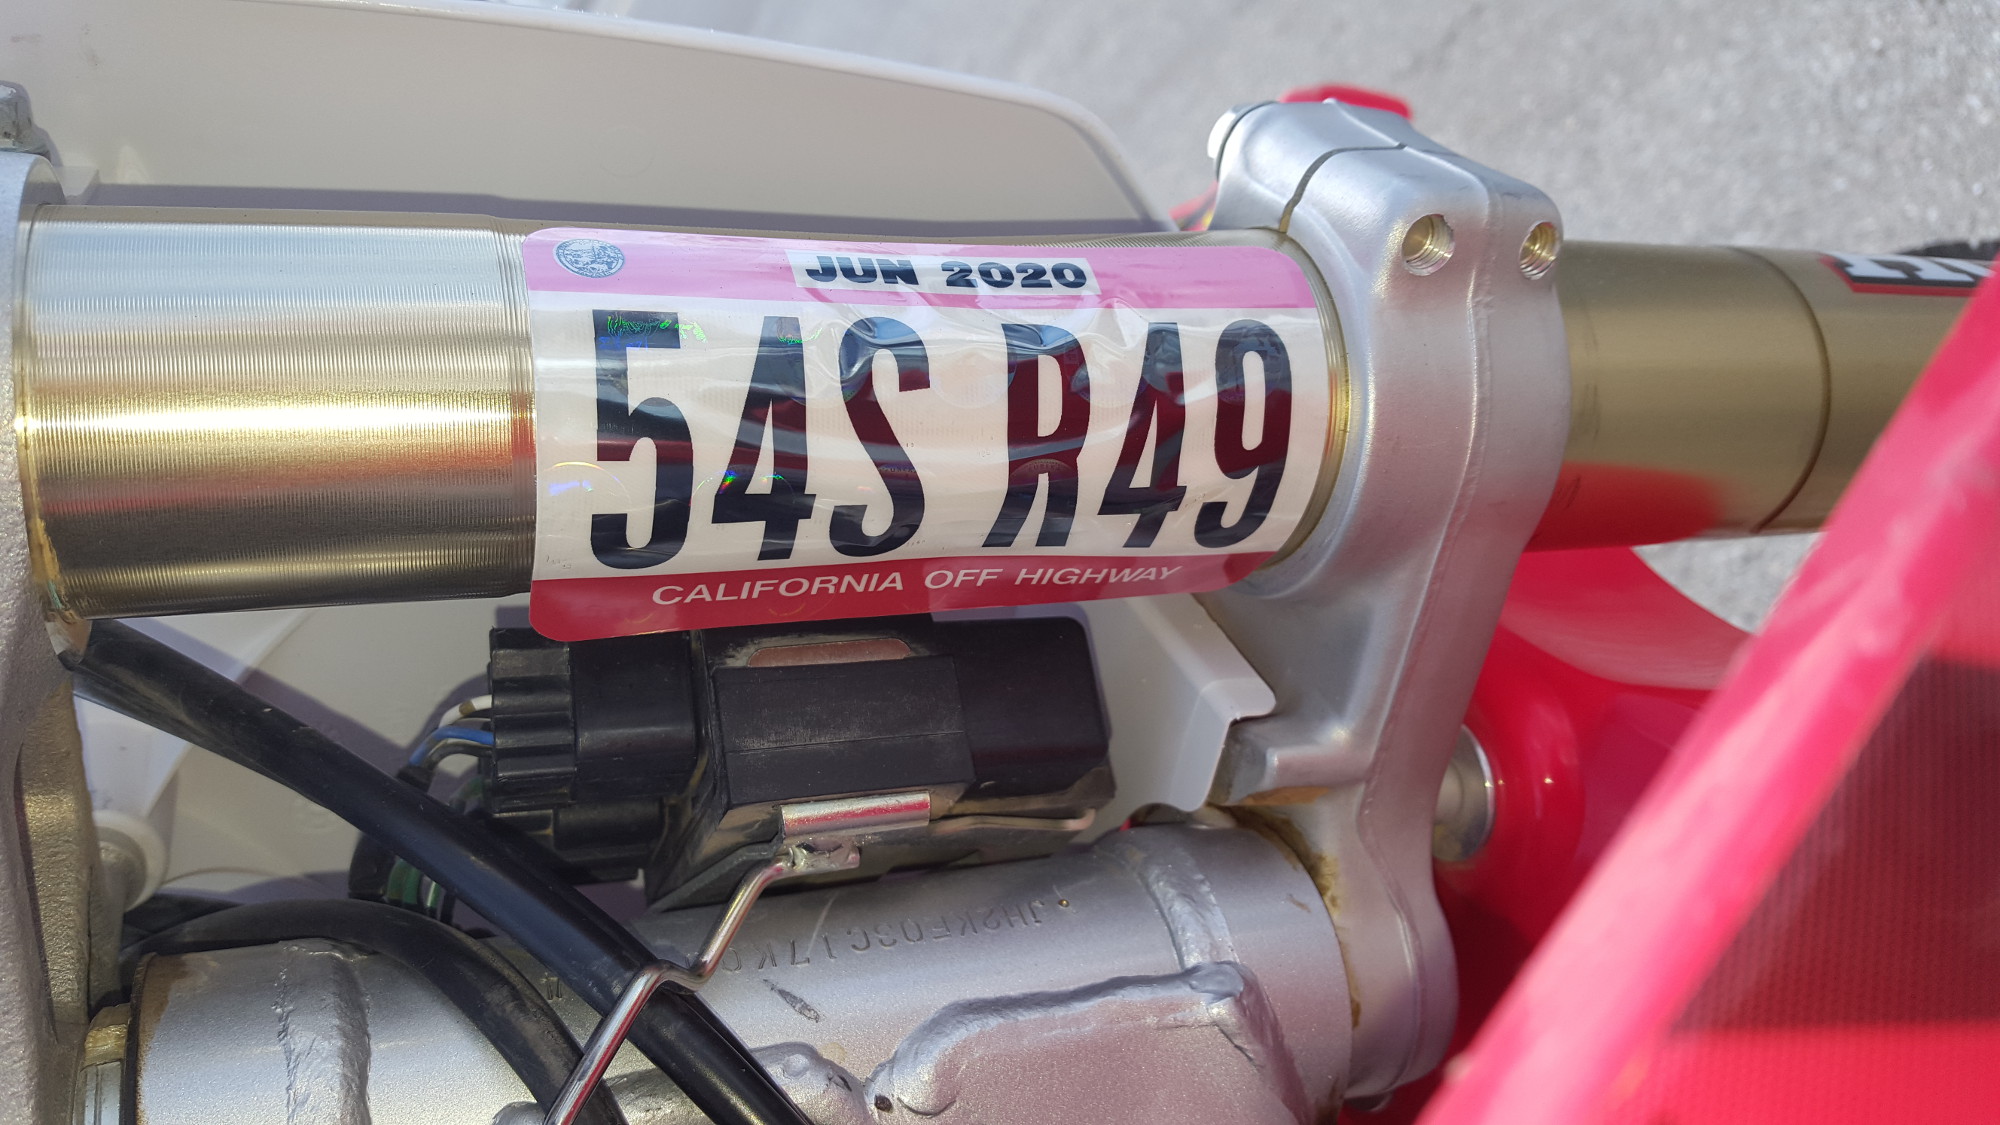 JUN 2020
54S R49
CALIFORNIA OFF HIGHWAY